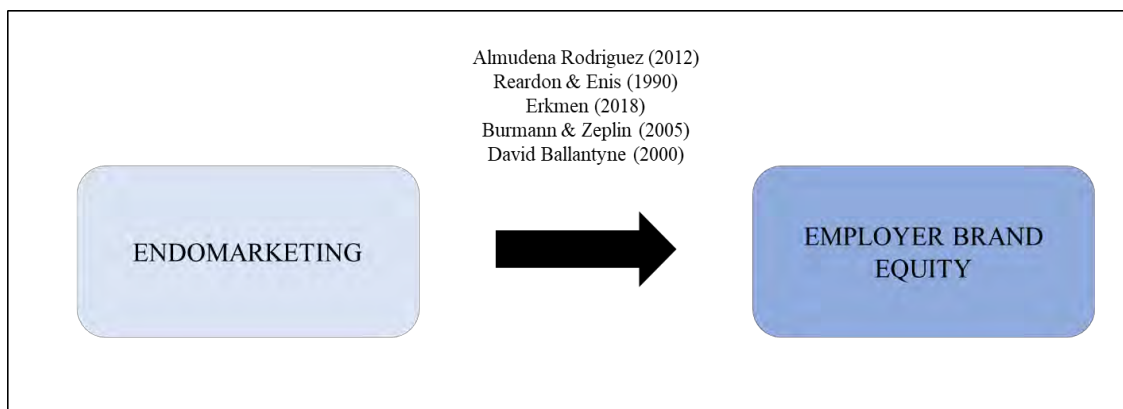 Almudena Rodriguez (2012)
Reardon & Enis (1990)
Erkmen (2018)
Burmann & Zeplin (2005)
David Ballantyne (2000)
ENDOMARKETING
EMPLOYER BRAND
EQUITY